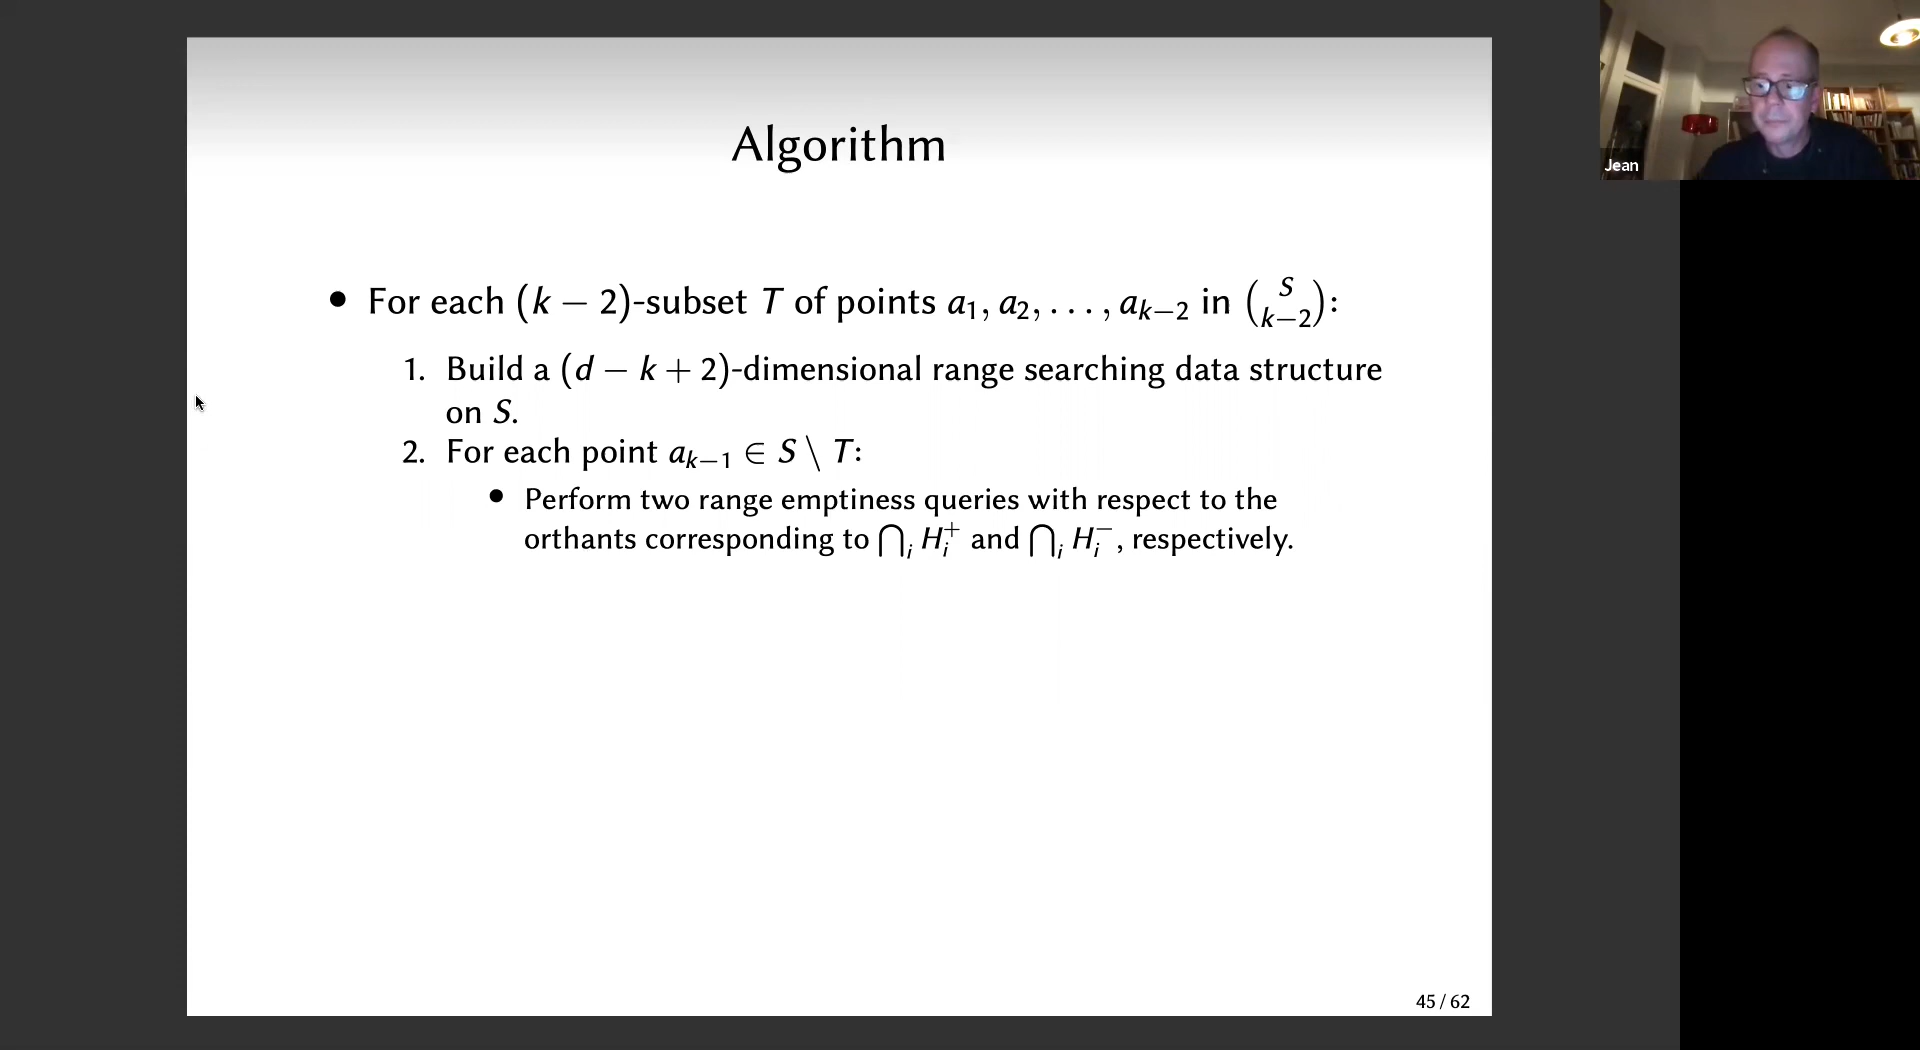 Algorithm
• For each (k − 2)-subset T of points a₁, a₂, . . . , aₖ₋₂ in (S choose k−2):
1. Build a (d − k + 2)-dimensional range searching data structure
on S.
2. For each point aₖ₋₁ ∈ S \ T:
• Perform two range emptiness queries with respect to the
orthants corresponding to ⋂ᵢ Hᵢ⁺ and ⋂ᵢ Hᵢ⁻, respectively.
45 / 62
Jean